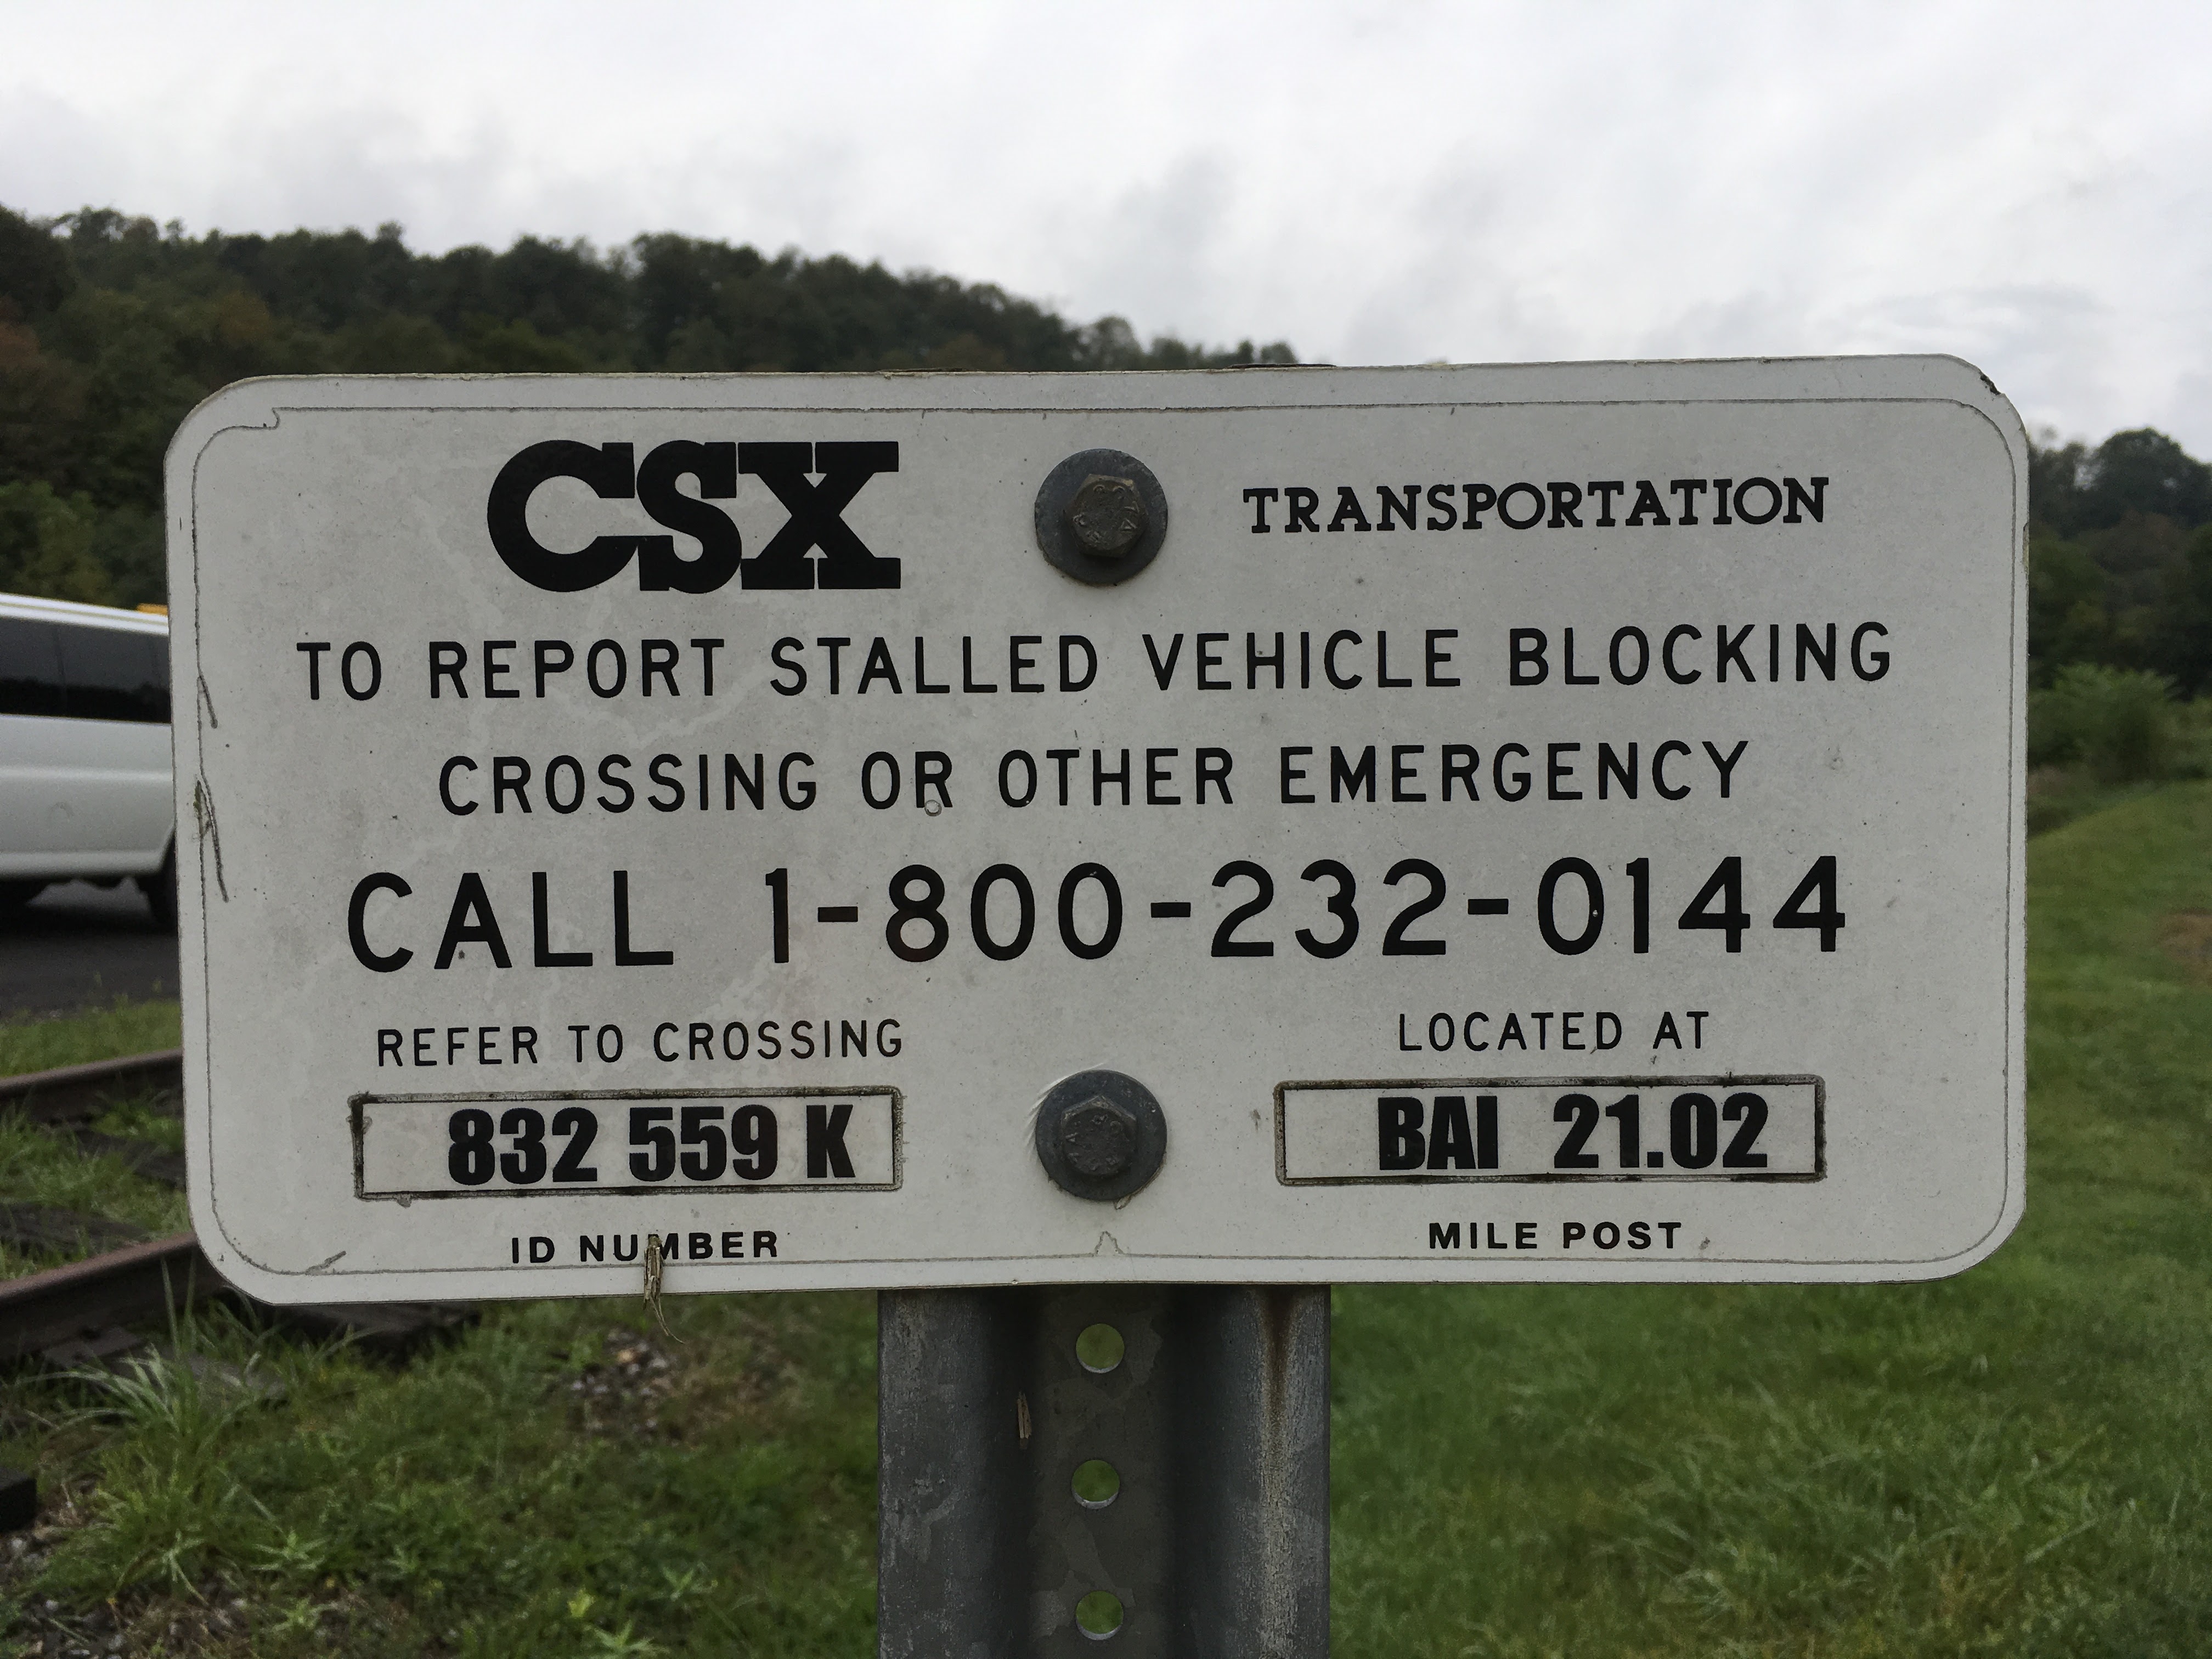 CSX TRANSPORTATION
TO REPORT STALLED VEHICLE BLOCKING
CROSSING OR OTHER EMERGENCY
CALL 1-800-232-0144
REFER TO CROSSING
832 559 K
ID NUMBER
LOCATED AT
BAI 21.02
MILE POST